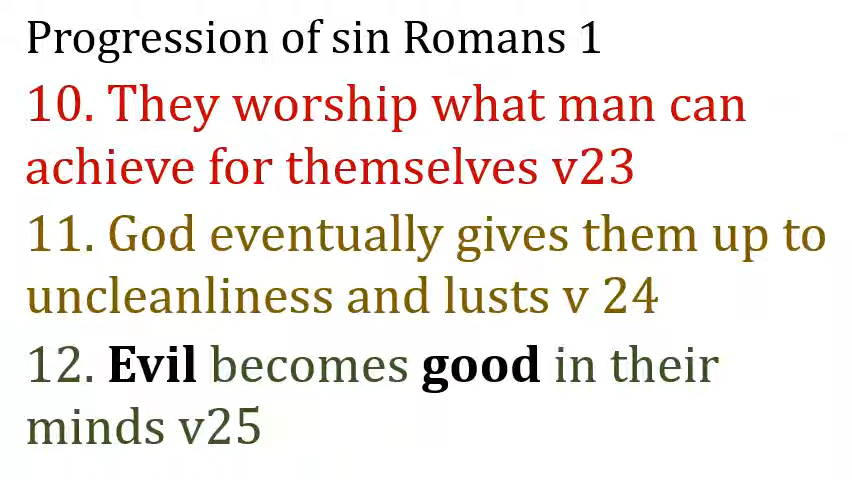 Progression of sin Romans 1
10. They worship what man can
achieve for themselves v23
11. God eventually gives them up to
uncleanliness and lusts v 24
12. Evil becomes good in their
minds v25